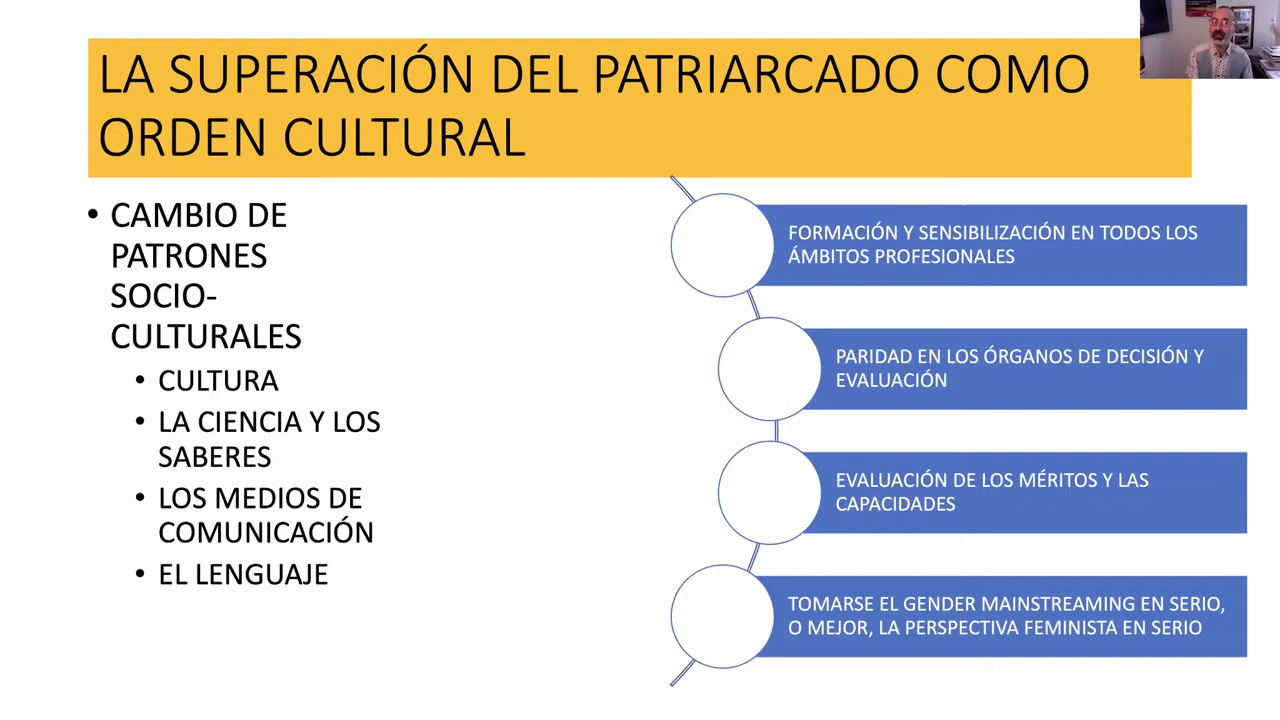 LA SUPERACIÓN DEL PATRIARCADO COMO
ORDEN CULTURAL
• CAMBIO DE
PATRONES
SOCIO-
CULTURALES
• CULTURA
• LA CIENCIA Y LOS
SABERES
• LOS MEDIOS DE
COMUNICACIÓN
• EL LENGUAJE
FORMACIÓN Y SENSIBILIZACIÓN EN TODOS LOS
ÁMBITOS PROFESIONALES
PARIDAD EN LOS ÓRGANOS DE DECISIÓN Y
EVALUACIÓN
EVALUACIÓN DE LOS MÉRITOS Y LAS
CAPACIDADES
TOMARSE EL GENDER MAINSTREAMING EN SERIO,
O MEJOR, LA PERSPECTIVA FEMINISTA EN SERIO